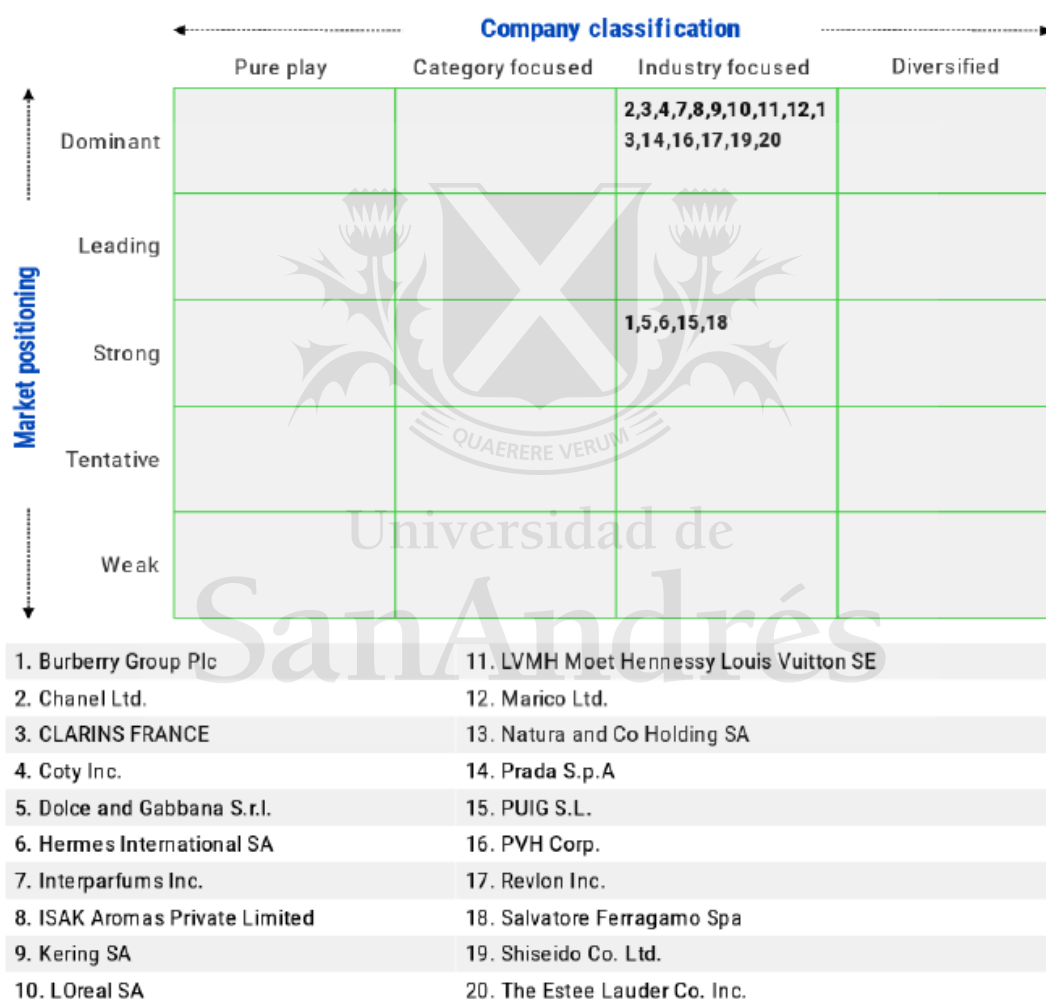 Company classification
Pure play Category focused Industry focused Diversified
Market positioning
Dominant
2,3,4,7,8,9,10,11,12,1
3,14,16,17,19,20
Leading
Strong
1,5,6,15,18
Tentative
Weak
QUAERERE VERUM
Universidad de
SanAndrés
1. Burberry Group Plc
11. LVMH Moet Hennessy Louis Vuitton SE
2. Chanel Ltd.
12. Marico Ltd.
3. CLARINS FRANCE
13. Natura and Co Holding SA
4. Coty Inc.
14. Prada S.p.A
5. Dolce and Gabbana S.r.l.
15. PUIG S.L.
6. Hermes International SA
16. PVH Corp.
7. Interparfums Inc.
17. Revlon Inc.
8. ISAK Aromas Private Limited
18. Salvatore Ferragamo Spa
9. Kering SA
19. Shiseido Co. Ltd.
10. LOreal SA
20. The Estee Lauder Co. Inc.